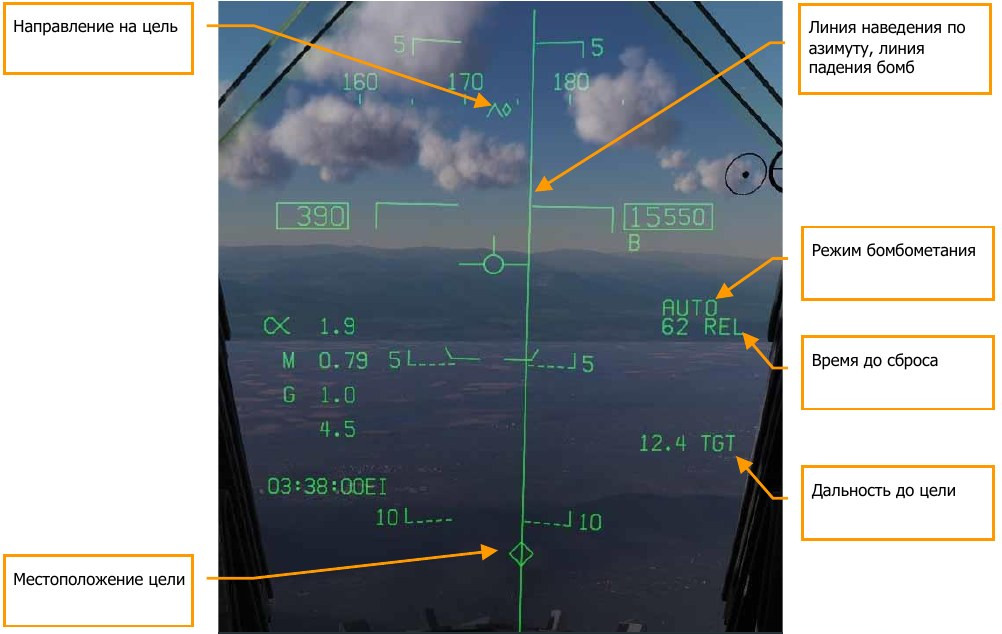 Направление на цель
Линия наведения по
азимуту, линия
падения бомб
5 5
160 170 180
390 15550
B
Режим бомбометания
AUTO
62 REL
α 1.9
M 0.79
5 5
Время до сброса
G 1.0
4.5
12.4 TGT
Дальность до цели
03:38:00EI
10 10
Местоположение цели